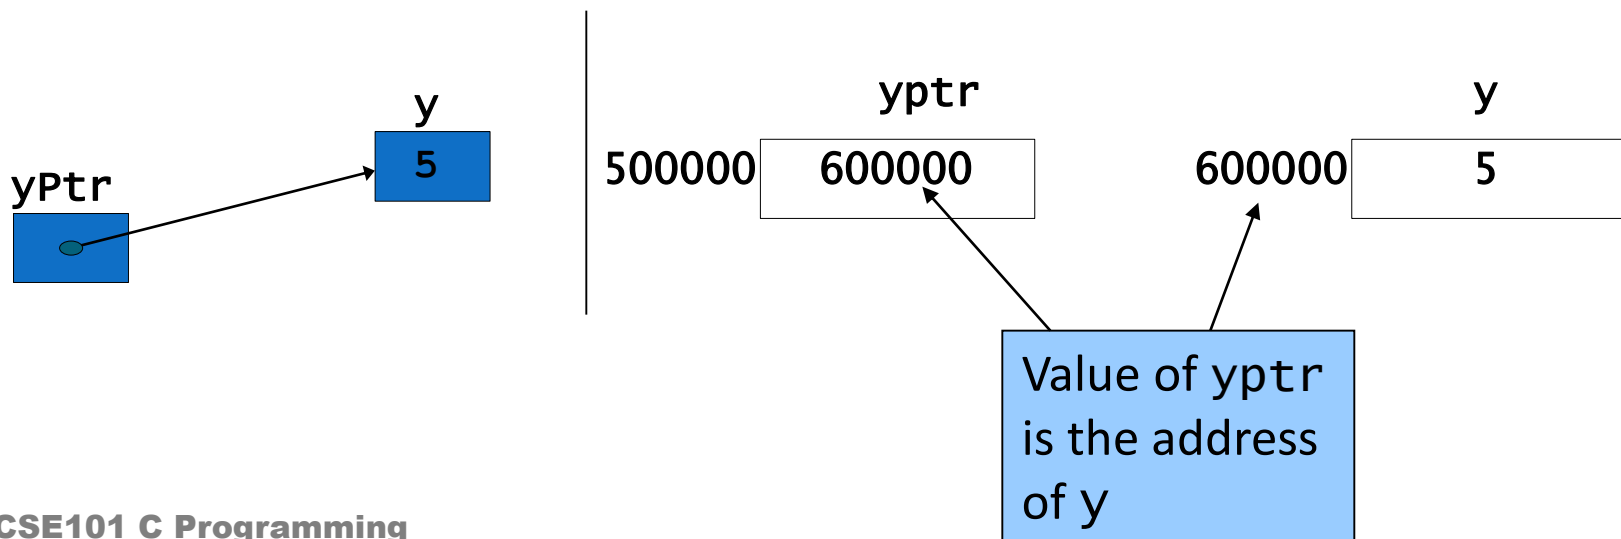 y
5
yPtr
yptr
500000 600000
y
600000 5
Value of yptr
is the address
of y
CSE101 C Programming